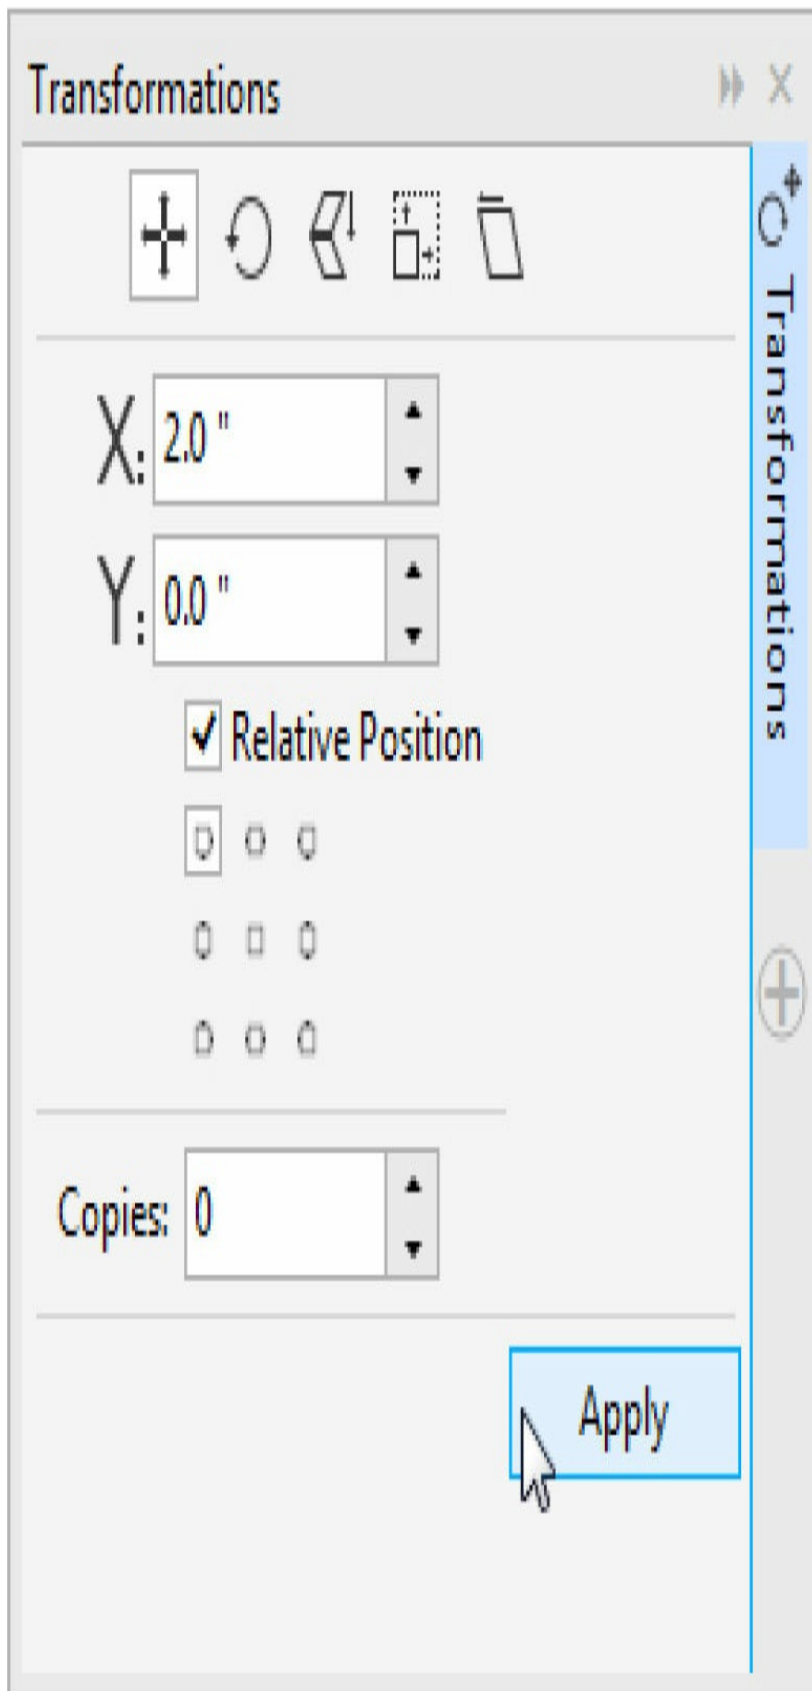 Transformations
X: 2.0 "
Y: 0.0 "
Relative Position
Copies: 0
Apply
Transformations